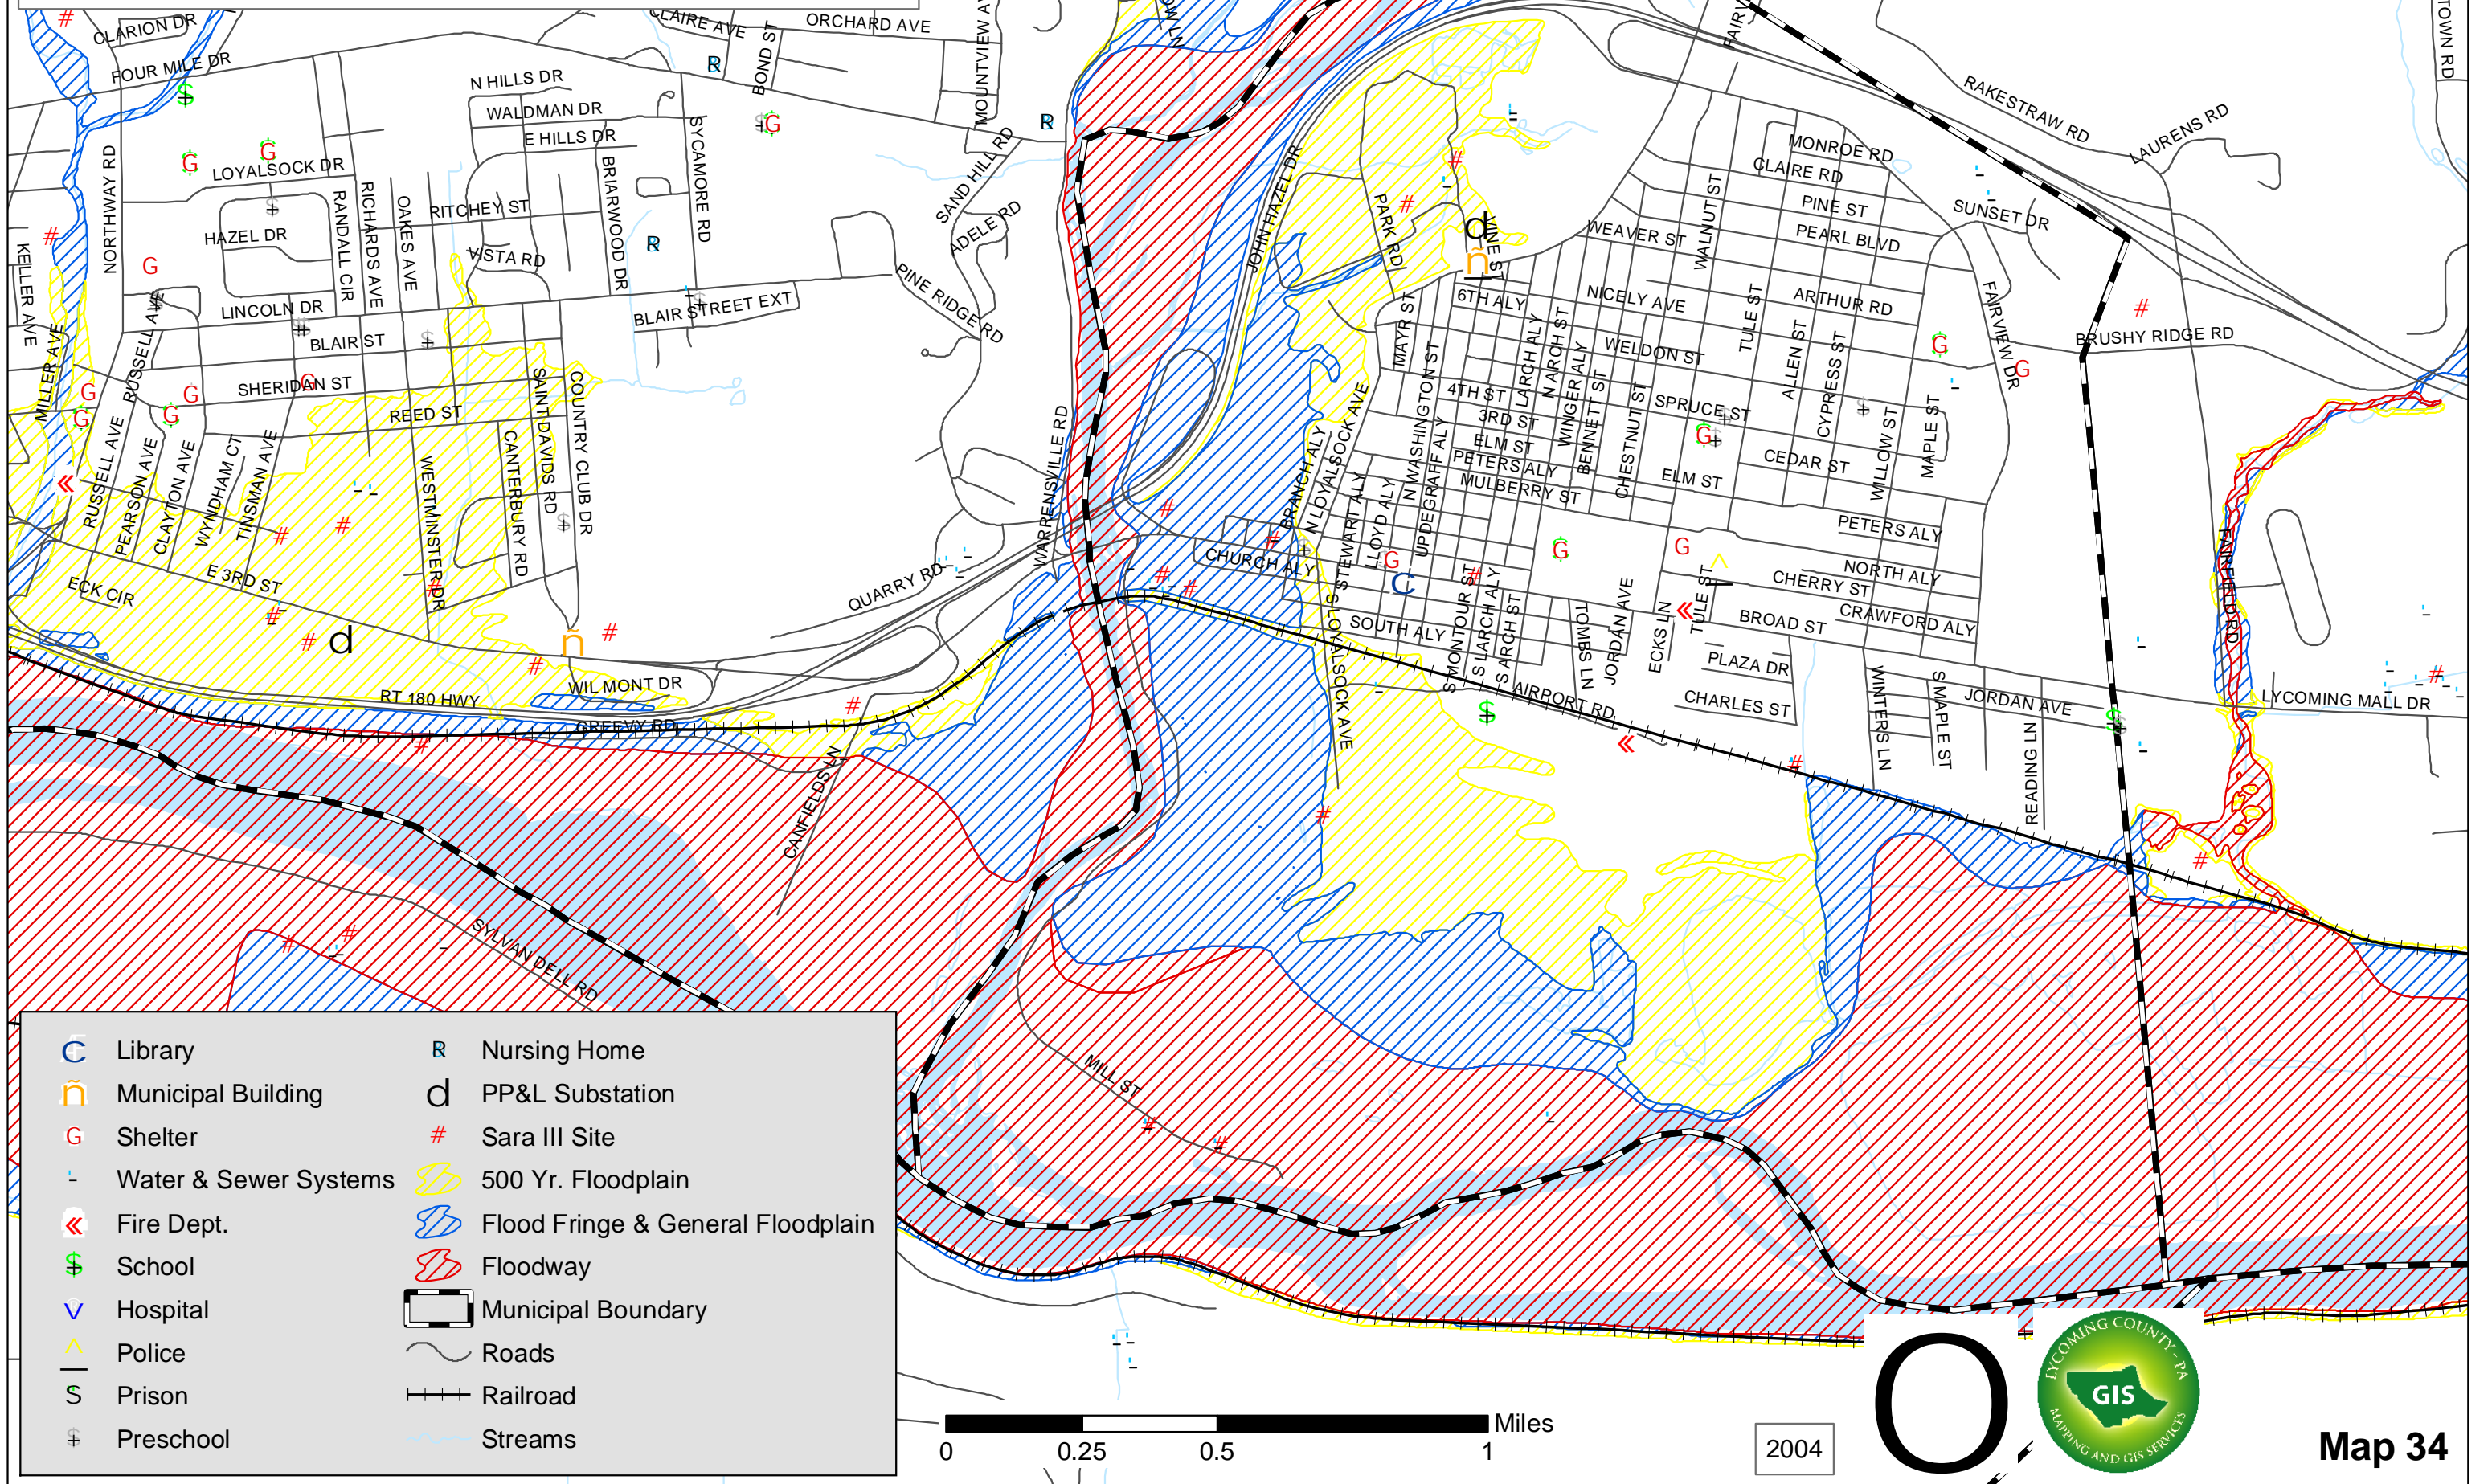 CLARION DR
FOUR MILE DR
CLAIRE AVE
BOND ST
ORCHARD AVE
MOUNTVIEW AV
OW LN
FAIRV
TOWN RD
N HILLS DR
WALDMAN DR
E HILLS DR
SYCAMORE RD
SAND HILL RD
ADELE RD
JOHN HAZEL DR
PARK RD
VINE ST
RAKESTRAW RD
LAURENS RD
MONROE RD
CLAIRE RD
PINE ST
PEARL BLVD
SUNSET DR
WEAVER ST
WALNUT ST
NORTHWAY RD
LOYALSOCK DR
RANDALL CIR
RICHARDS AVE
OAKES AVE
RITCHEY ST
BRIARWOOD DR
HAZEL DR
VISTA RD
KEILLER AVE
LINCOLN DR
BLAIR STREET EXT
PINE RIDGE RD
MAYR ST
6TH ALY
NICELY AVE
ARTHUR RD
TULE ST
FAIRVIEW DR
BRUSHY RIDGE RD
MILLER AVE
RUSSELL AVE
BLAIR ST
SHERIDAN ST
REED ST
SAINT DAVIDS RD
COUNTRY CLUB DR
N WASHINGTON ST
LARCH ALY
N ARCH ST
WINGER ALY
WELDON ST
ALLEN ST
CYPRESS ST
4TH ST
3RD ST
ELM ST
PETERS ALY
MULBERRY ST
BENNETT ST
CHESTNUT ST
SPRUCE ST
ELM ST
CEDAR ST
WILLOW ST
MAPLE ST
RUSSELL AVE
PEARSON AVE
CLAYTON AVE
WYNDHAM CT
TINSMAN AVE
WESTMINSTER DR
CANTERBURY RD
WARRENSVILLE RD
BRANCH ALY
N LOYALSOCK AVE
STEWART ALY
LLOYD ALY
UPDEGRAFF ALY
PETERS ALY
FAIRFIELD RD
E 3RD ST
ECK CIR
QUARRY RD
CHURCH ALY
SOUTH ALY
S LOYALSOCK AVE
S MONTOUR ST
S LARCH ALY
S ARCH ST
TOMBS LN
JORDAN AVE
ECKS LN
TULE ST
NORTH ALY
CHERRY ST
CRAWFORD ALY
BROAD ST
PLAZA DR
CHARLES ST
AIRPORT RD
WINTERS LN
S MAPLE ST
JORDAN AVE
READING LN
LYCOMING MALL DR
RT 180 HWY
WILMONT DR
GREEVY RD
CANFIELDS LN
SYLVAN DELL RD
MILL ST
Library
Municipal Building
Shelter
Water & Sewer Systems
Fire Dept.
School
Hospital
Police
Prison
Preschool
Nursing Home
PP&L Substation
Sara III Site
500 Yr. Floodplain
Flood Fringe & General Floodplain
Floodway
Municipal Boundary
Roads
Railroad
Streams
Miles
0 0.25 0.5 1
2004
LYCOMING COUNTY - PA
GIS
MAPPING AND GIS SERVICES
Map 34